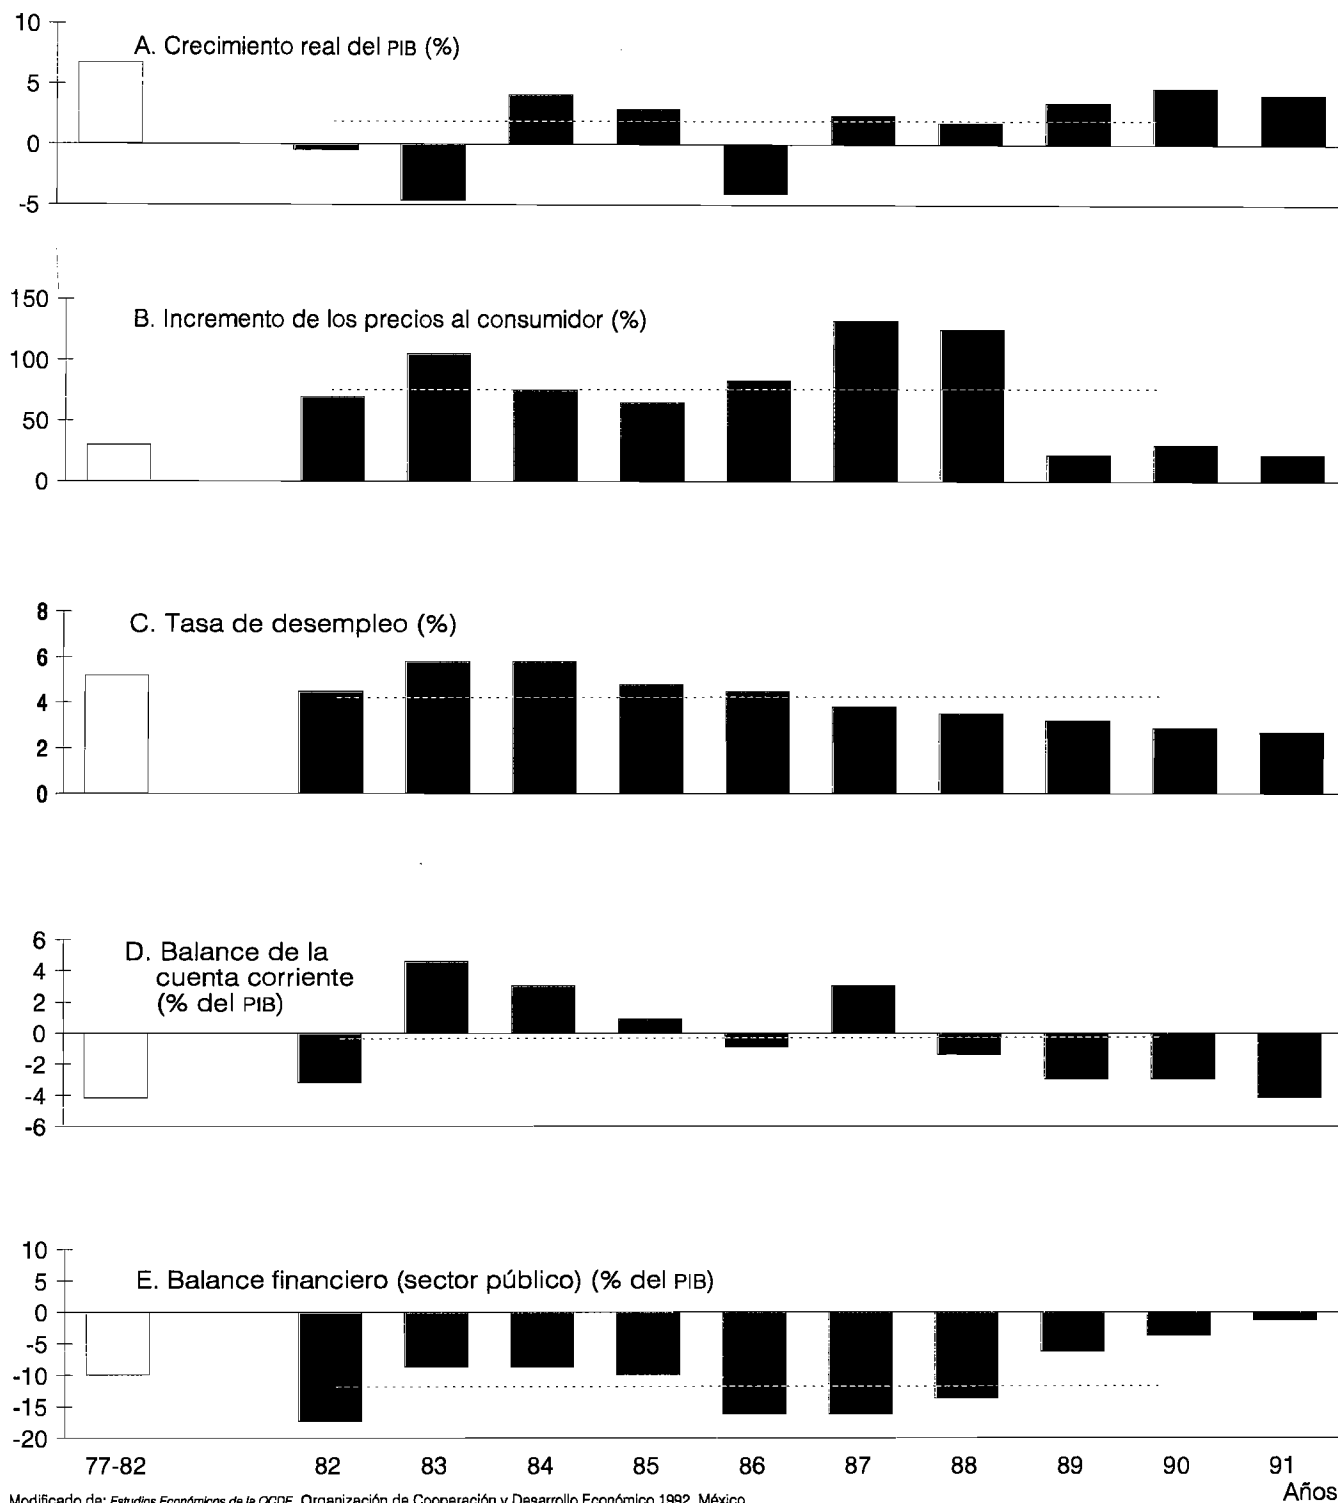 A. Crecimiento real del PIB (%)
10
5
0
-5
B. Incremento de los precios al consumidor (%)
150
100
50
0
C. Tasa de desempleo (%)
8
6
4
2
0
D. Balance de la
cuenta corriente
(% del PIB)
6
4
2
0
-2
-4
-6
E. Balance financiero (sector público) (% del PIB)
10
5
0
-5
-10
-15
-20
77-82 82 83 84 85 86 87 88 89 90 91
Años
Modificado de: Estudios Económicos de la OCDE, Organización de Cooperación y Desarrollo Económico 1992, México